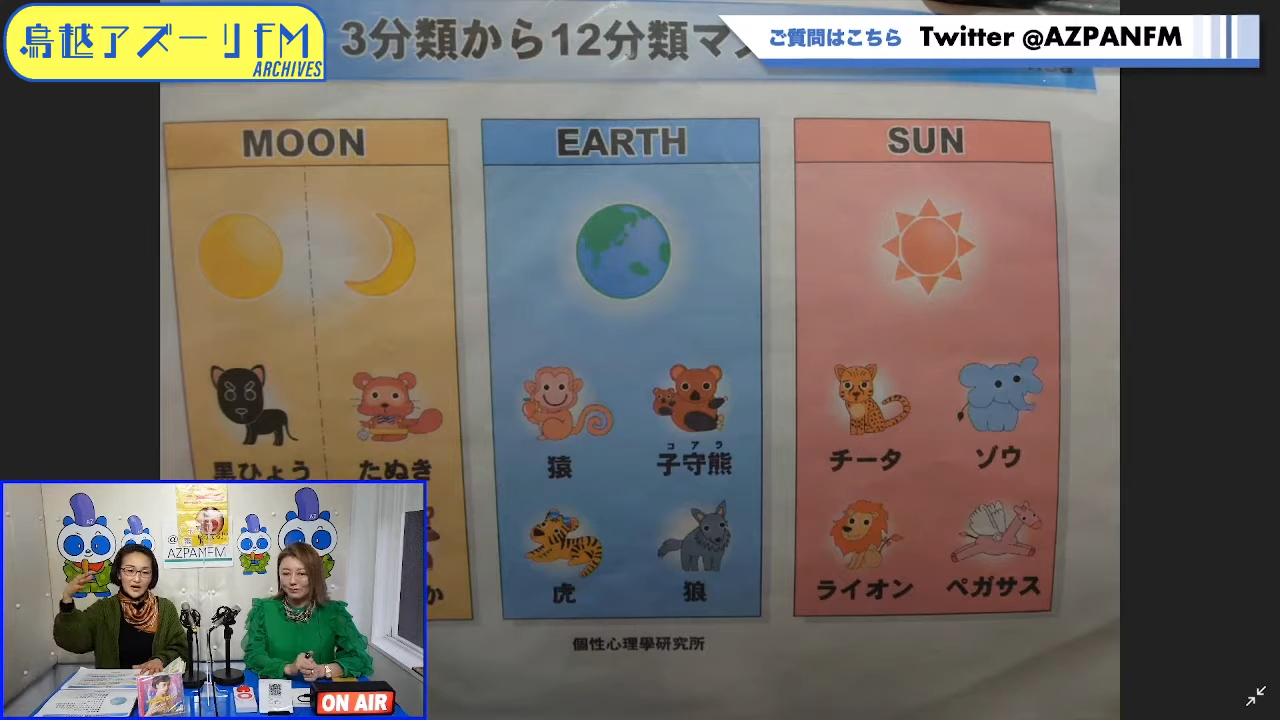 鳥越アズーリFM
ARCHIVES
3分類から12分類マ
ご質問はこちら Twitter @AZPANFM
MOON
EARTH
SUN
黒ひょう
たぬき
猿
コアラ
子守熊
チータ
ゾウ
か
虎
狼
ライオン
ペガサス
個性心理學研究所
AZPANFM
ON AIR